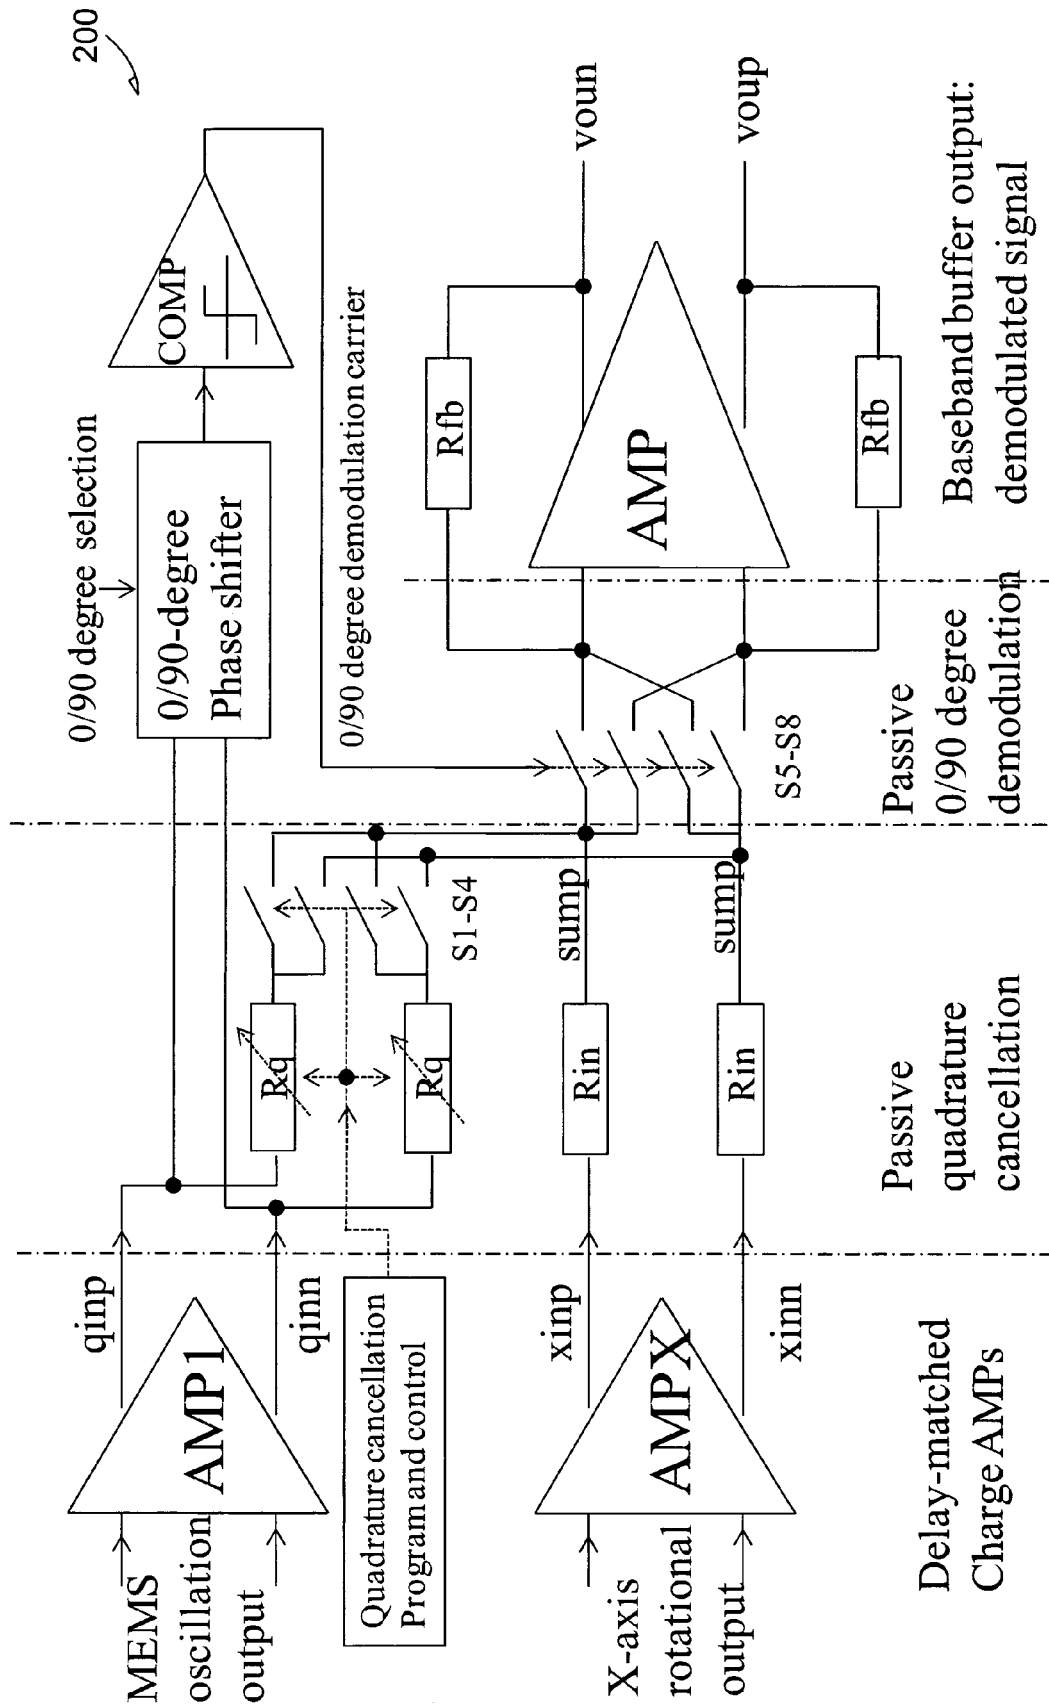 200
0/90 degree selection
0/90-degree
Phase shifter
COMP
0/90 degree demodulation carrier
MEMS
oscillation
output
AMP1
qinp
qinn
Rq
Rq
S1-S4
Quadrature cancellation
Program and control
X-axis
rotational
output
AMPX
xinp
xinn
Rin
Rin
sump
sump
S5-S8
Rfb
AMP
Rfb
voun
voup
Delay-matched
Charge AMPs
Passive
quadrature
cancellation
Passive
0/90 degree
demodulation
Baseband buffer output:
demodulated signal